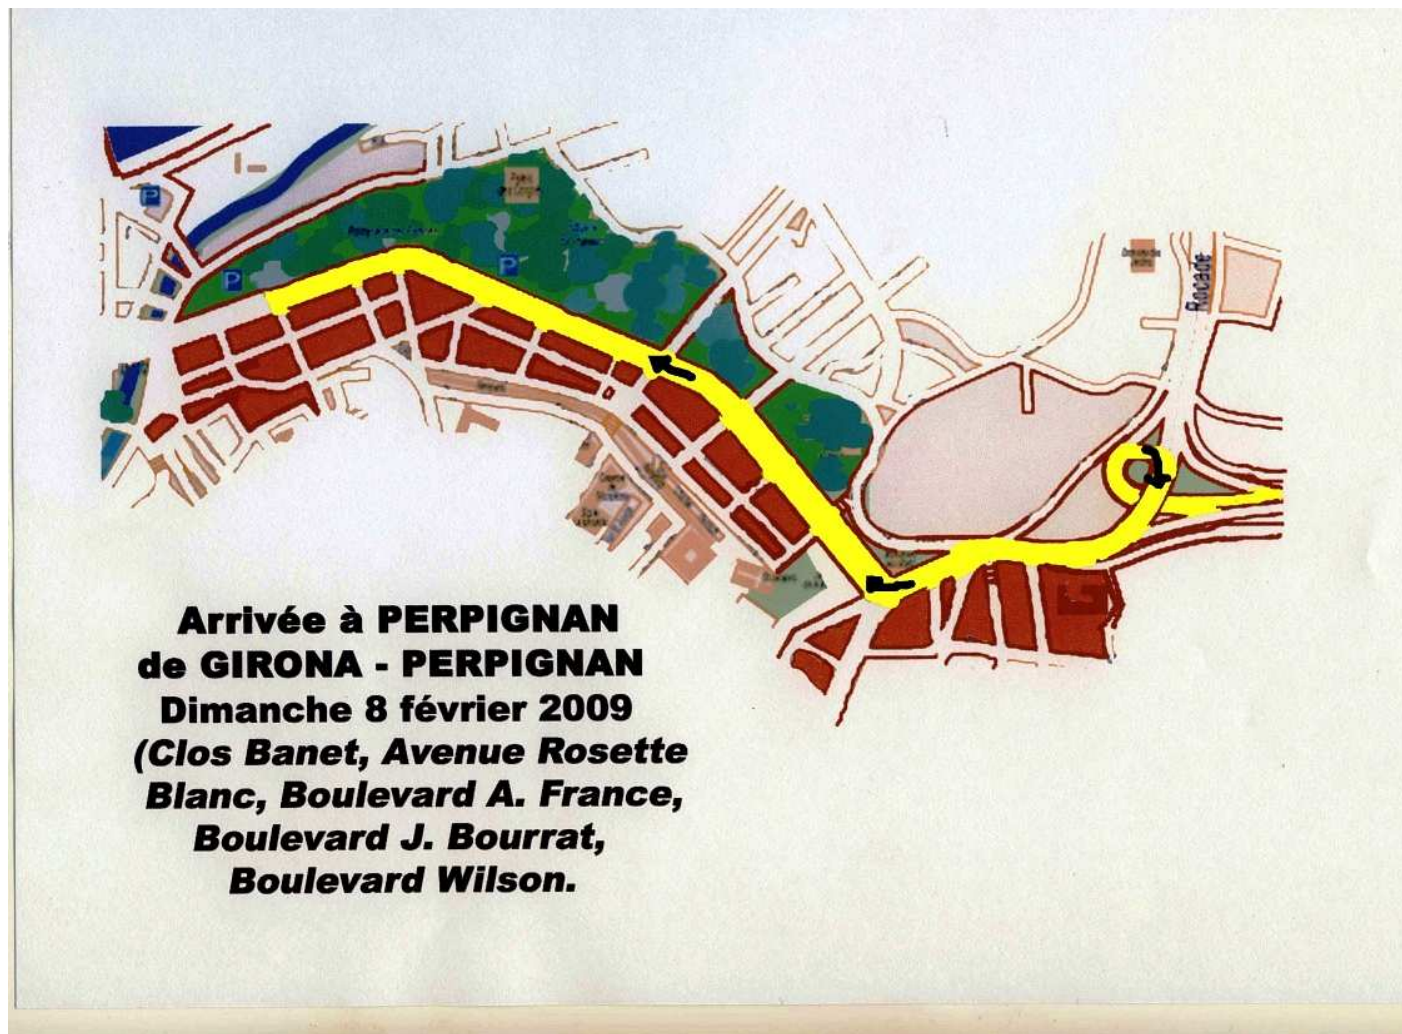 P
P
P
Rocade
Arrivée à PERPIGNAN
de GIRONA - PERPIGNAN
Dimanche 8 février 2009
(Clos Banet, Avenue Rosette
Blanc, Boulevard A. France,
Boulevard J. Bourrat,
Boulevard Wilson.